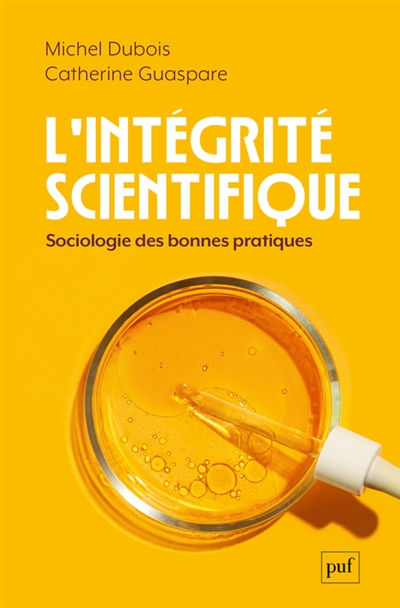 Michel Dubois
Catherine Guaspare
L'INTÉGRITÉ
SCIENTIFIQUE
Sociologie des bonnes pratiques
puf